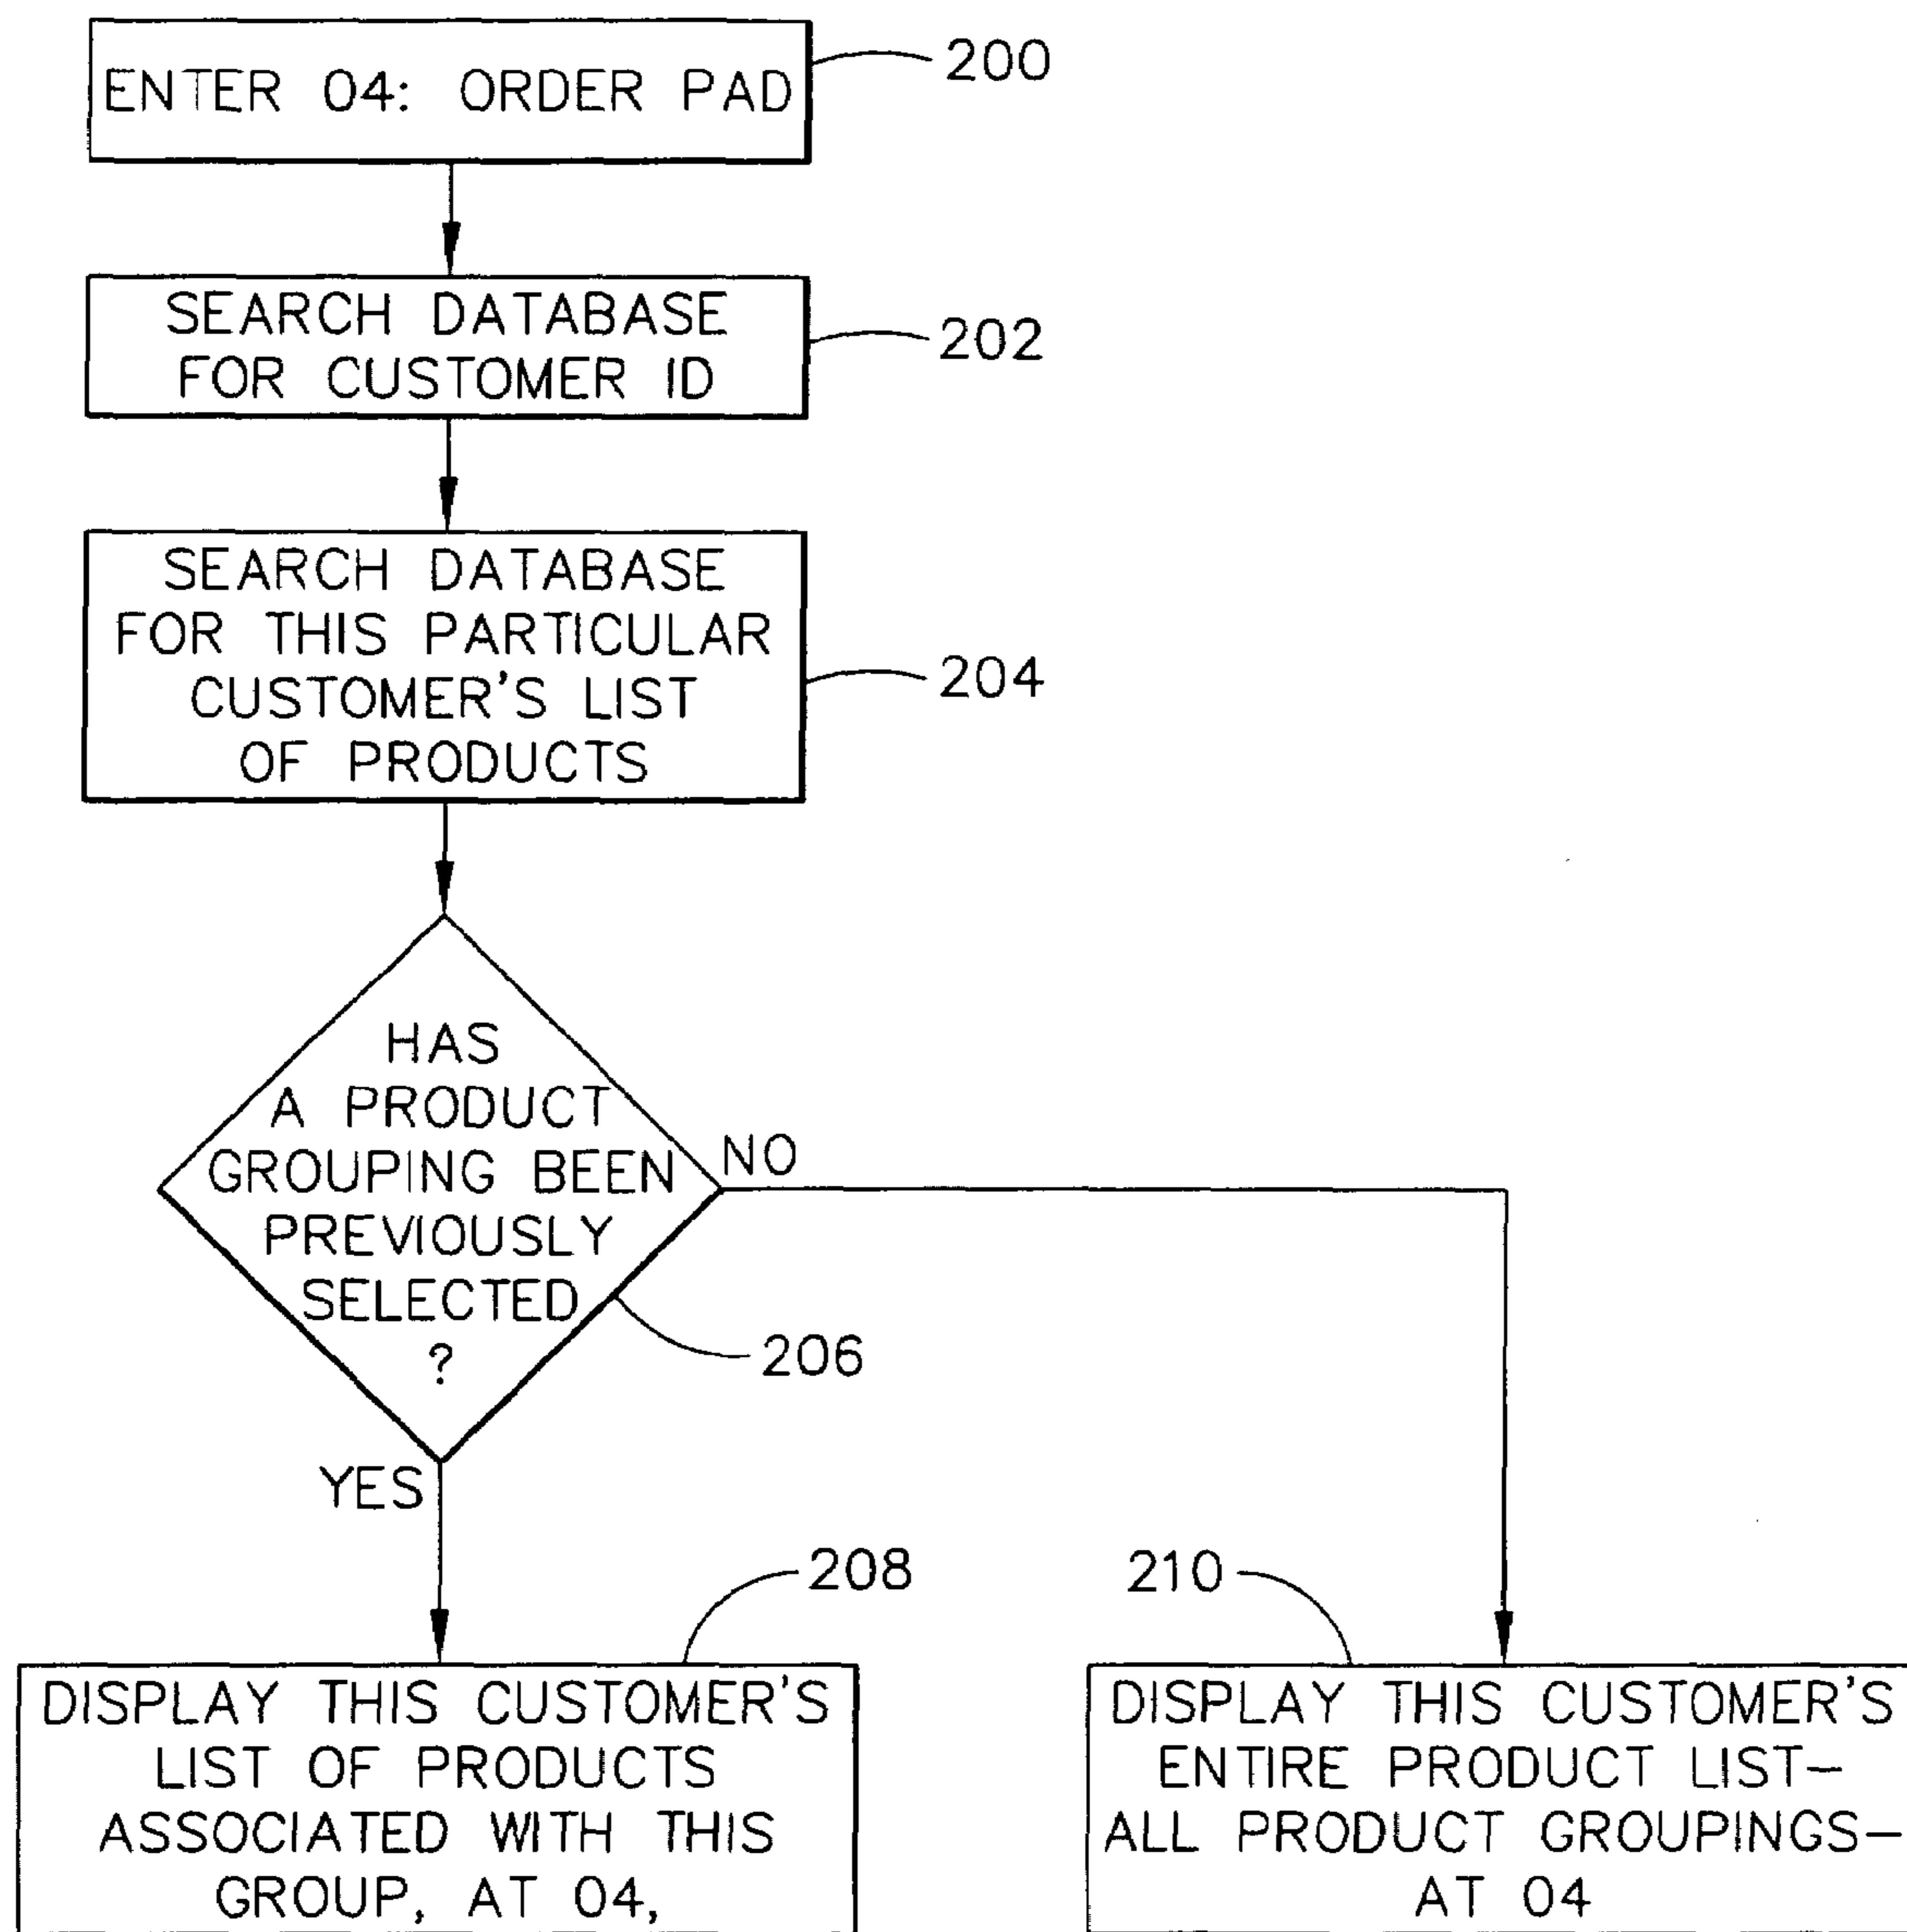 ENTER 04: ORDER PAD
200
SEARCH DATABASE
FOR CUSTOMER ID
202
SEARCH DATABASE
FOR THIS PARTICULAR
CUSTOMER'S LIST
OF PRODUCTS
204
HAS
A PRODUCT
GROUPING BEEN
PREVIOUSLY
SELECTED
?
NO
206
YES
208
210
DISPLAY THIS CUSTOMER'S
LIST OF PRODUCTS
ASSOCIATED WITH THIS
GROUP, AT 04,
DISPLAY THIS CUSTOMER'S
ENTIRE PRODUCT LIST–
ALL PRODUCT GROUPINGS–
AT 04